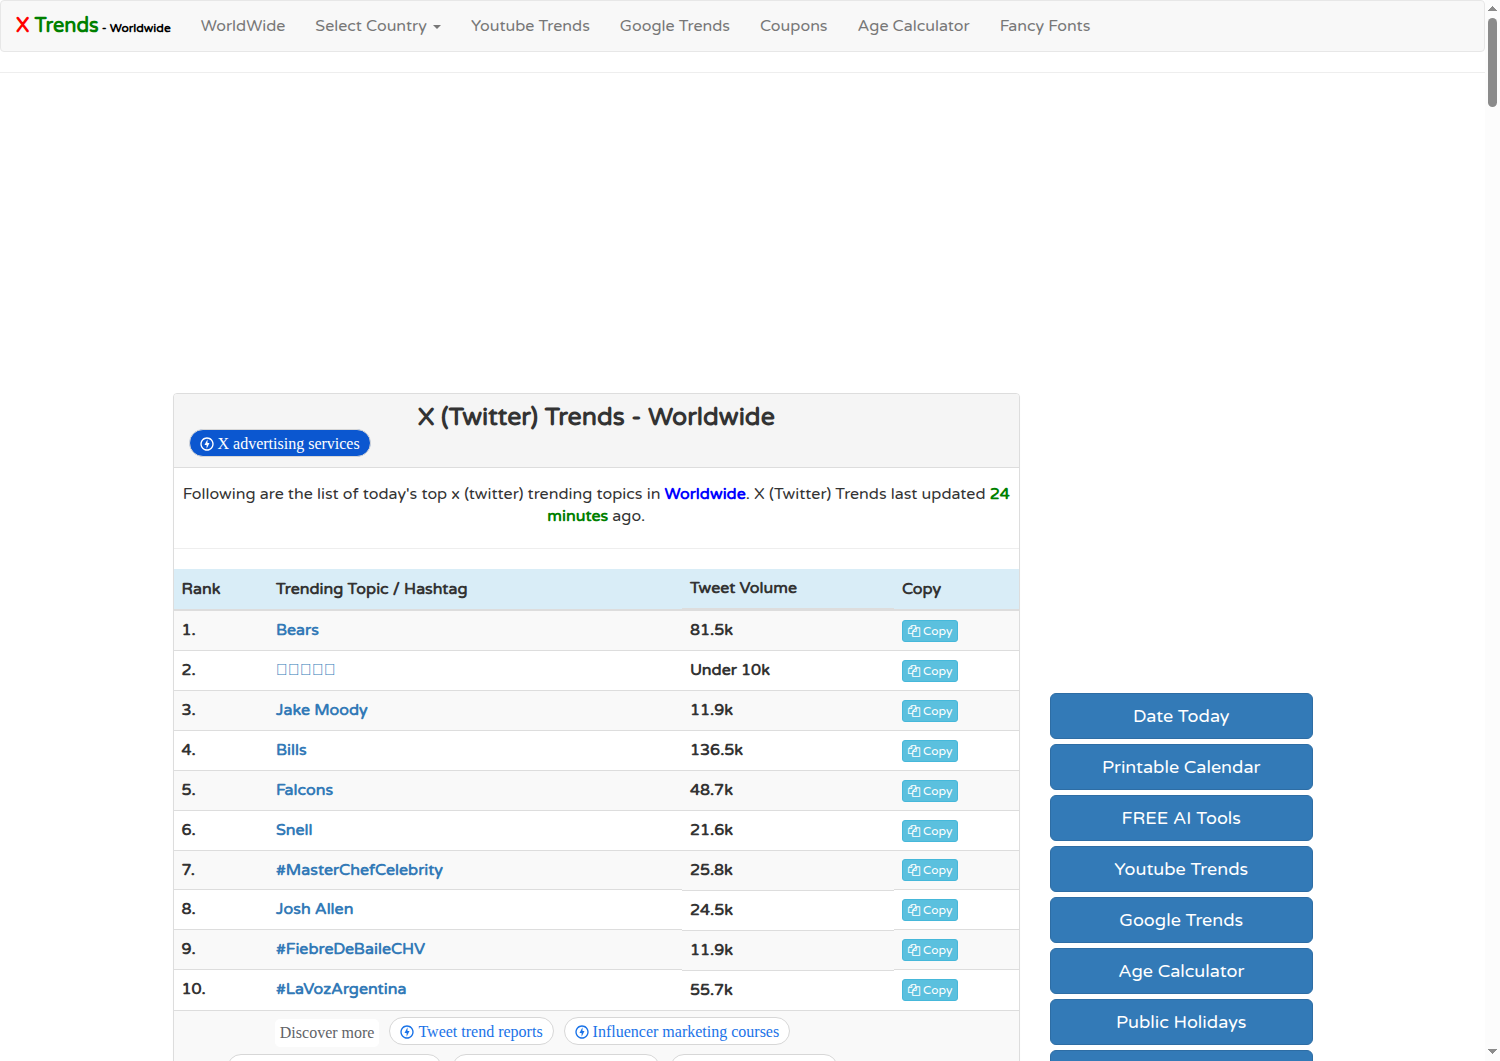 X Trends - Worldwide WorldWide Select Country Youtube Trends Google Trends Coupons Age Calculator Fancy Fonts
X (Twitter) Trends - Worldwide
X advertising services
Following are the list of today's top x (twitter) trending topics in Worldwide. X (Twitter) Trends last updated 24
minutes ago.
Rank Trending Topic / Hashtag Tweet Volume Copy
1. Bears 81.5k Copy
2. Under 10k Copy
3. Jake Moody 11.9k Copy
4. Bills 136.5k Copy
5. Falcons 48.7k Copy
6. Snell 21.6k Copy
7. #MasterChefCelebrity 25.8k Copy
8. Josh Allen 24.5k Copy
9. #FiebreDeBaileCHV 11.9k Copy
10. #LaVozArgentina 55.7k Copy
Discover more Tweet trend reports Influencer marketing courses
Date Today
Printable Calendar
FREE AI Tools
Youtube Trends
Google Trends
Age Calculator
Public Holidays